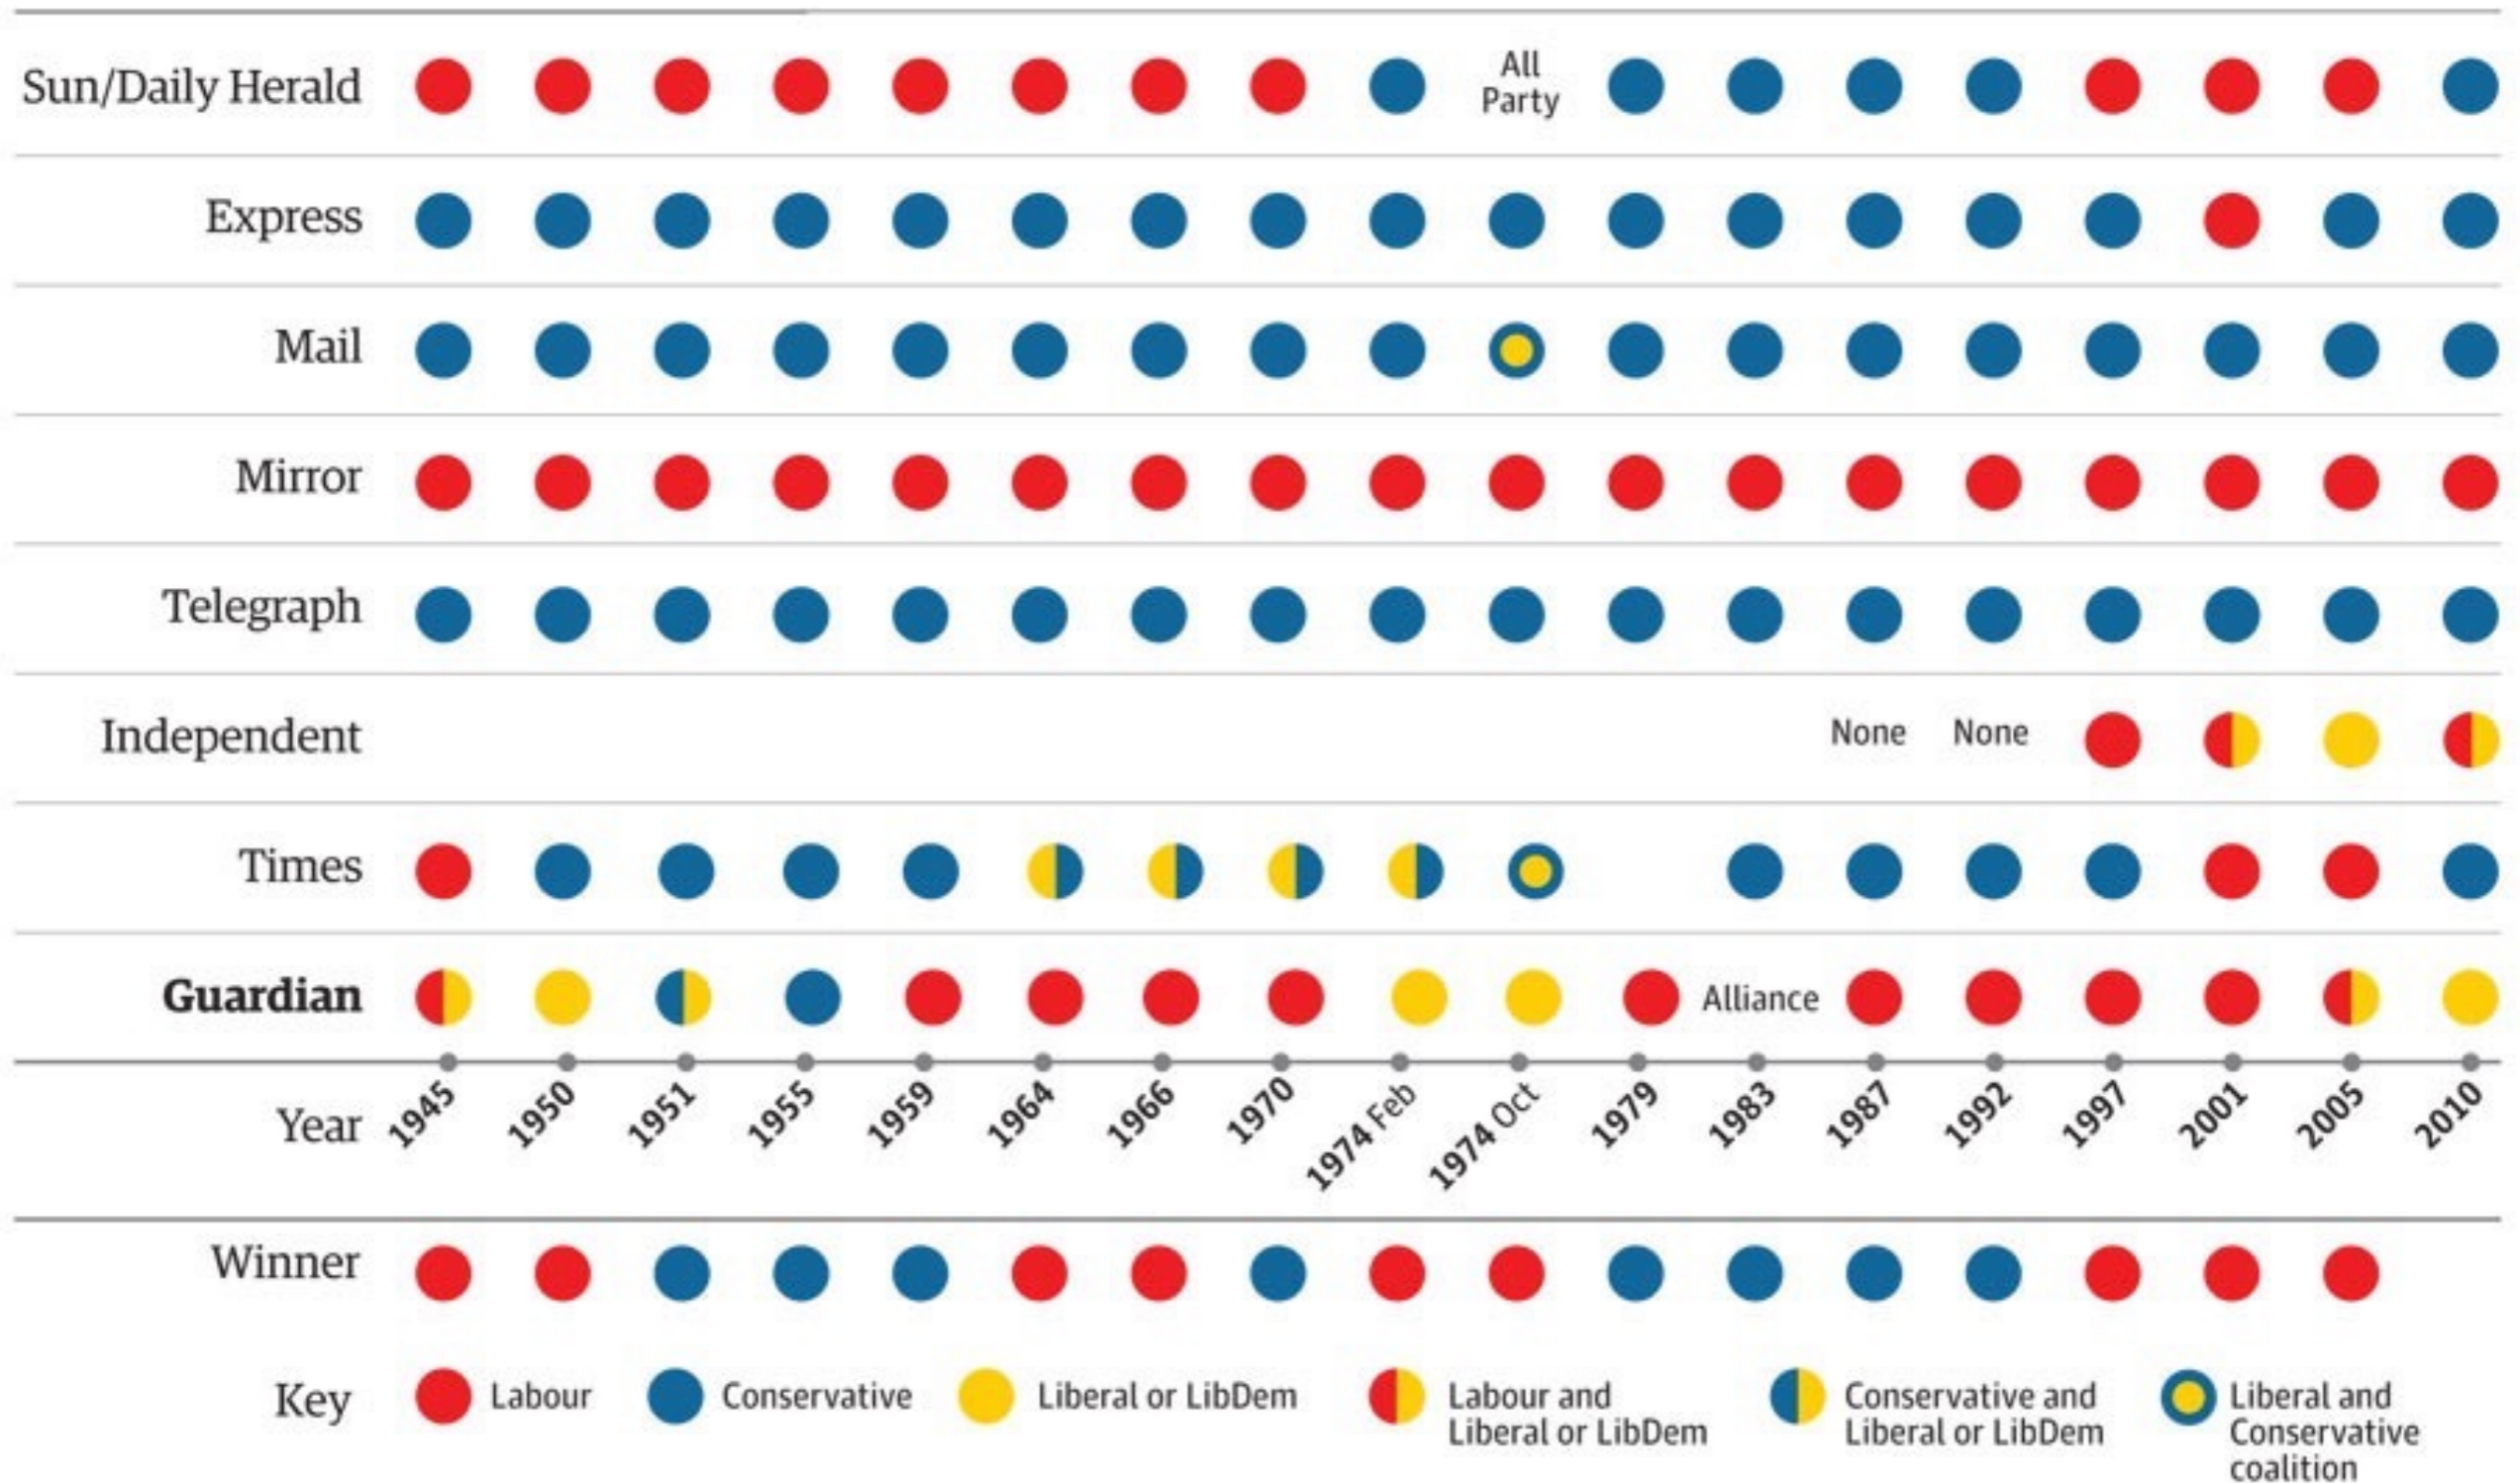 Sun/Daily Herald
All
Party
Express
Mail
Mirror
Telegraph
Independent
None
None
Times
Guardian
Alliance
Year
1945
1950
1951
1955
1959
1964
1966
1970
1974 Feb
1974 Oct
1979
1983
1987
1992
1997
2001
2005
2010
Winner
Key
Labour
Conservative
Liberal or LibDem
Labour and
Liberal or LibDem
Conservative and
Liberal or LibDem
Liberal and
Conservative
coalition